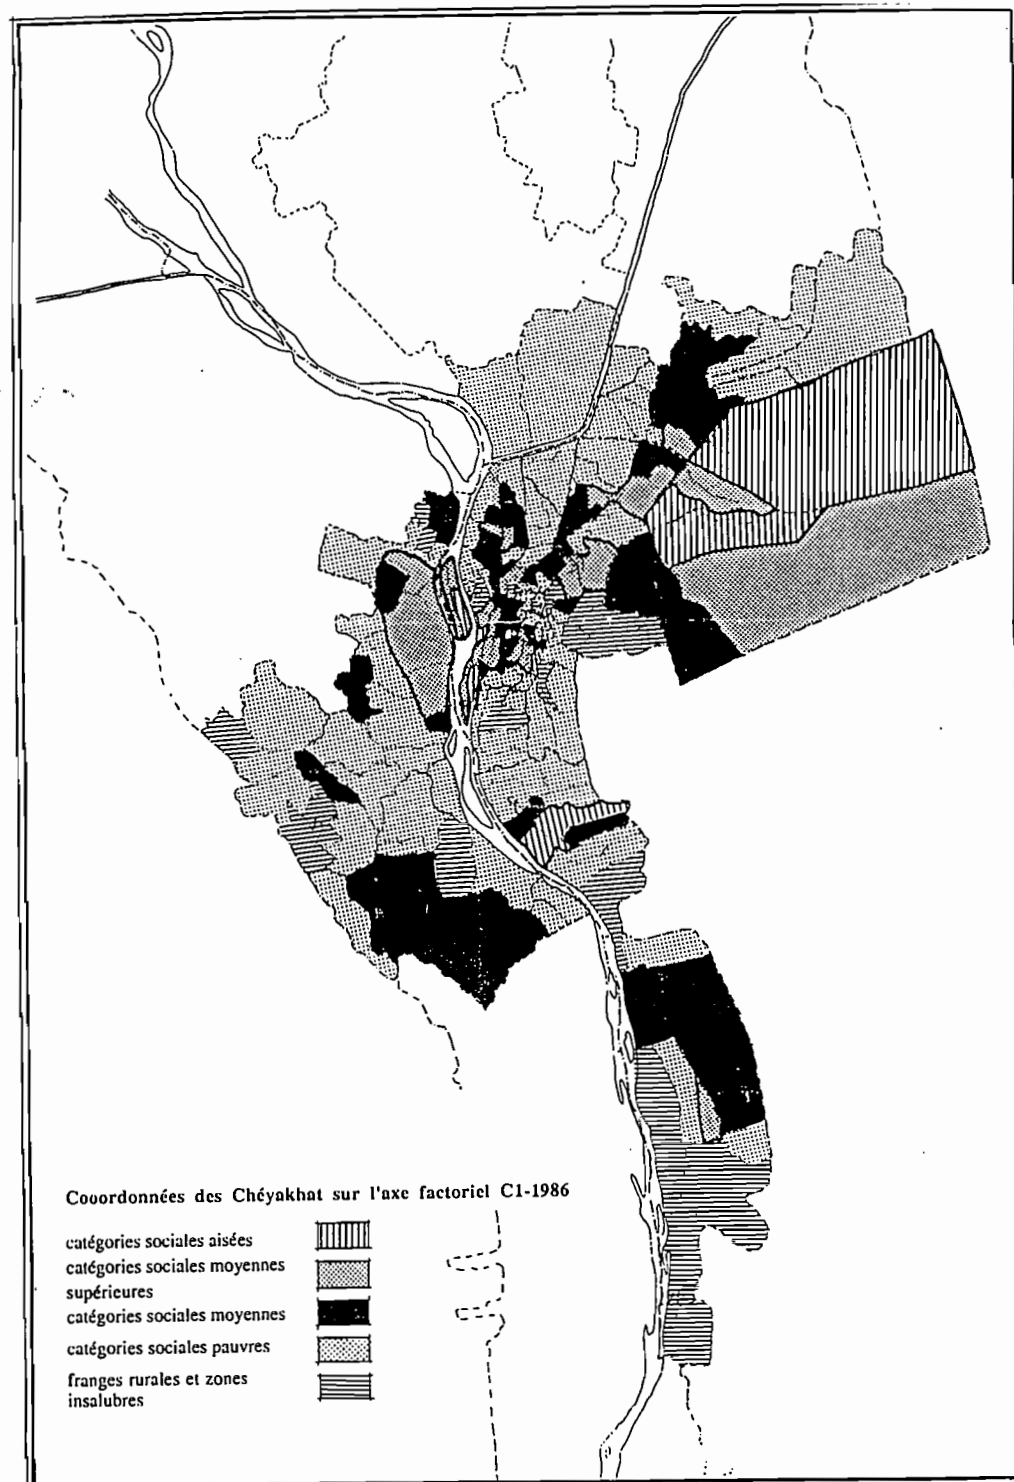 Cooordonnées des Chéyakhat sur l'axe factoriel C1-1986
catégories sociales aisées
catégories sociales moyennes
supérieures
catégories sociales moyennes
catégories sociales pauvres
franges rurales et zones
insalubres